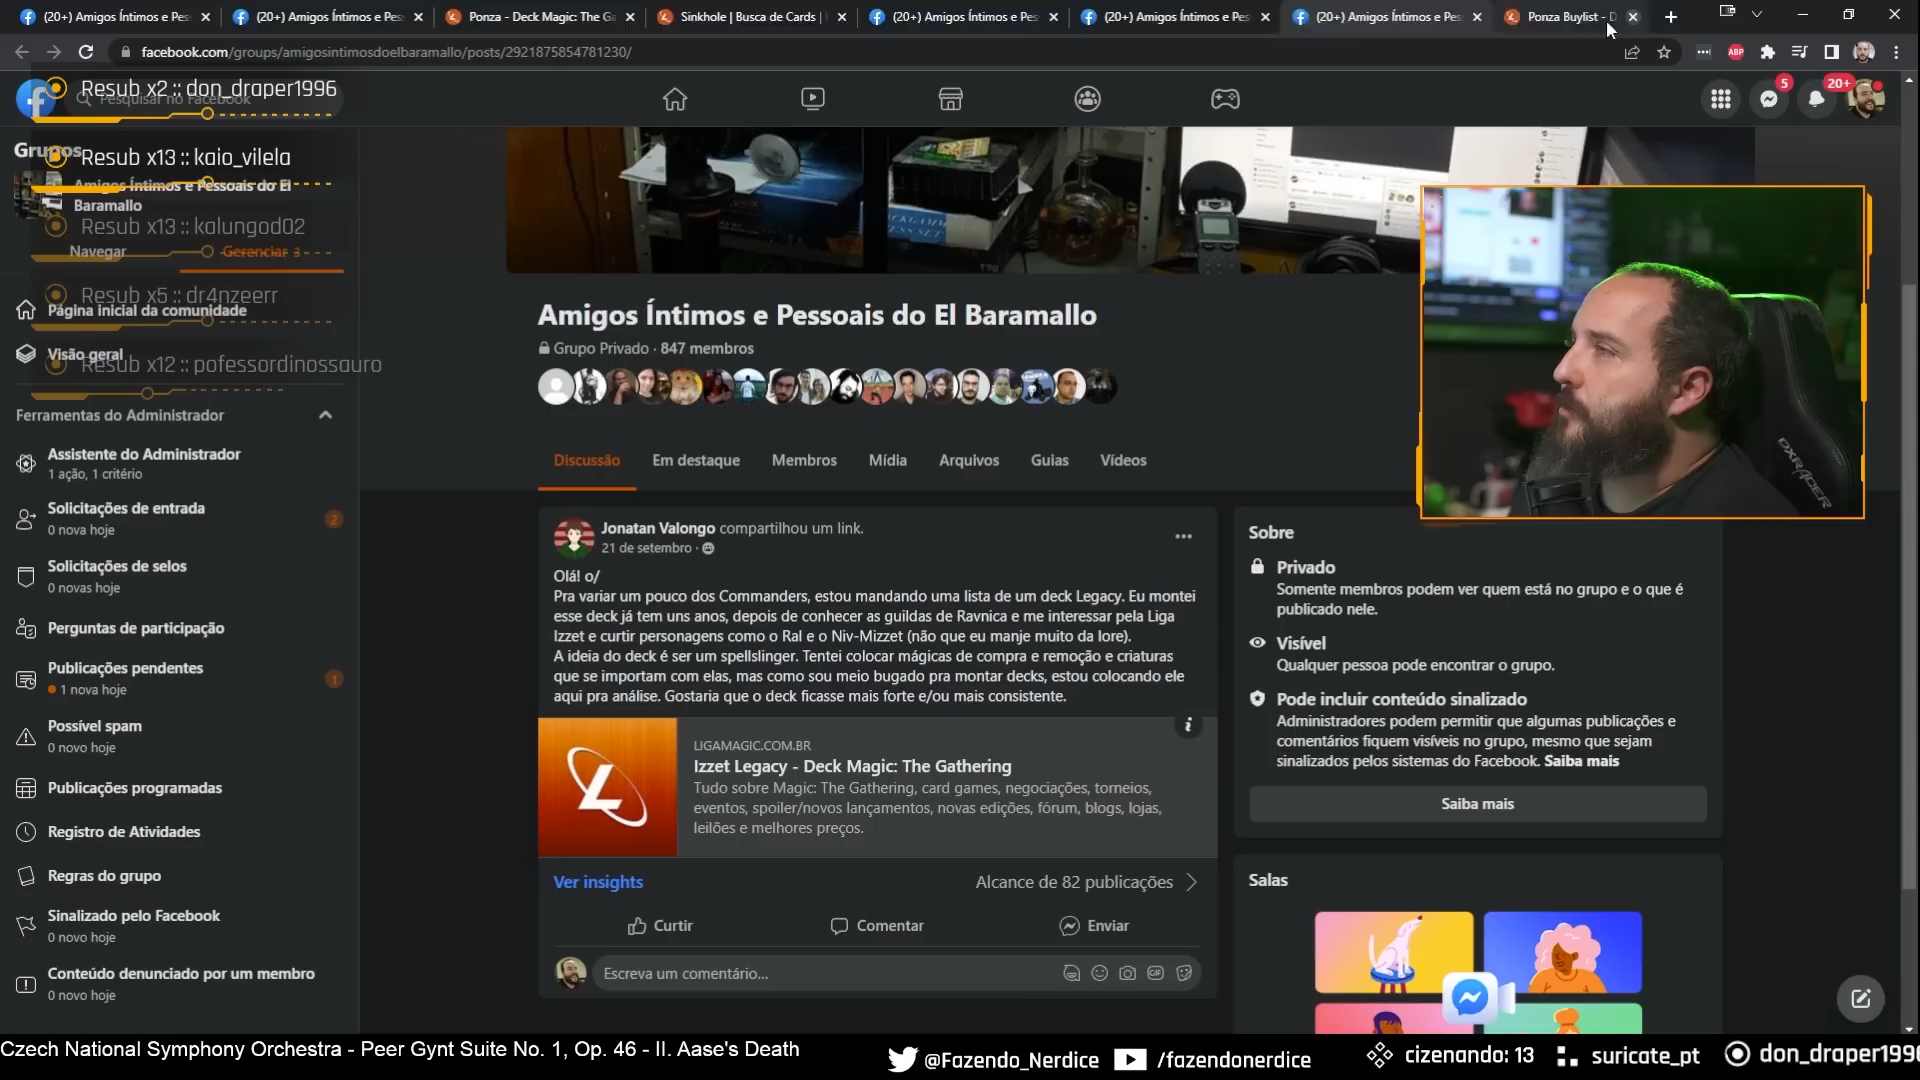 (20+) Amigos Íntimos e Pes
(20+) Amigos Íntimos e Pes
Ponza - Deck Magic: The Ga
Sinkhole | Busca de Cards |
(20+) Amigos Íntimos e Pes
(20+) Amigos Íntimos e Pes
(20+) Amigos Íntimos e Pes
Ponza Buylist - D
facebook.com/groups/amigosintimosdoelbaramallo/posts/2921875854781230/
ABP
Resub x2 :: don_draper1996
Pesquisar no Facebook
5
20+
Grupos
Resub x13 :: kaio_vilela
Amigos Íntimos e Pessoais do El
Baramallo
Resub x13 :: kalungod02
Navegar
Gerenciar 3
Resub x5 :: dr4nzeerr
Página inicial da comunidade
Visão geral
Resub x12 :: pofessordinossauro
Ferramentas do Administrador
Assistente do Administrador
1 ação, 1 critério
Solicitações de entrada
0 nova hoje
2
Solicitações de selos
0 novas hoje
Perguntas de participação
Publicações pendentes
1 nova hoje
1
Possível spam
0 novo hoje
Publicações programadas
Registro de Atividades
Regras do grupo
Sinalizado pelo Facebook
0 novo hoje
Conteúdo denunciado por um membro
0 novo hoje
Amigos Íntimos e Pessoais do El Baramallo
Grupo Privado · 847 membros
Discussão
Em destaque
Membros
Mídia
Arquivos
Guias
Vídeos
Jonatan Valongo compartilhou um link.
21 de setembro ·
Olá! o/
Pra variar um pouco dos Commanders, estou mandando uma lista de um deck Legacy. Eu montei
esse deck já tem uns anos, depois de conhecer as guildas de Ravnica e me interessar pela Liga
Izzet e curtir personagens como o Ral e o Niv-Mizzet (não que eu manje muito da lore).
A ideia do deck é ser um spellslinger. Tentei colocar mágicas de compra e remoção e criaturas
que se importam com elas, mas como sou meio bugado pra montar decks, estou colocando ele
aqui pra análise. Gostaria que o deck ficasse mais forte e/ou mais consistente.
LIGAMAGIC.COM.BR
Izzet Legacy - Deck Magic: The Gathering
Tudo sobre Magic: The Gathering, card games, negociações, torneios,
eventos, spoiler/novos lançamentos, novas edições, fórum, blogs, lojas,
leilões e melhores preços.
Ver insights
Alcance de 82 publicações
Curtir
Comentar
Enviar
Escreva um comentário...
GIF
DXRACER
Sobre
Privado
Somente membros podem ver quem está no grupo e o que é
publicado nele.
Visível
Qualquer pessoa pode encontrar o grupo.
Pode incluir conteúdo sinalizado
Administradores podem permitir que algumas publicações e
comentários fiquem visíveis no grupo, mesmo que sejam
sinalizados pelos sistemas do Facebook. Saiba mais
Saiba mais
Salas
Czech National Symphony Orchestra - Peer Gynt Suite No. 1, Op. 46 - II. Aase's Death
@Fazendo_Nerdice
/fazendonerdice
cizenando: 13
suricate_pt
don_draper1996